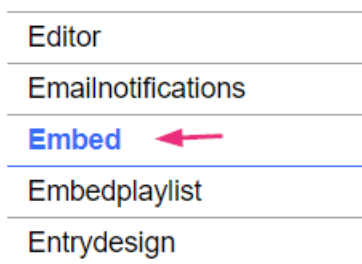 Editor
Emailnotifications
Embed
Embedplaylist
Entrydesign